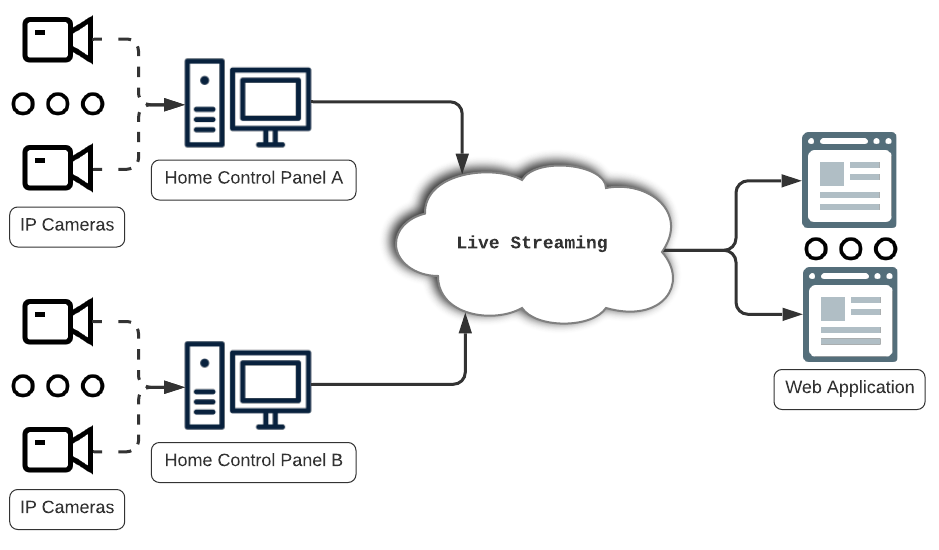 Home Control Panel A
IP Cameras
Live Streaming
Web Application
Home Control Panel B
IP Cameras